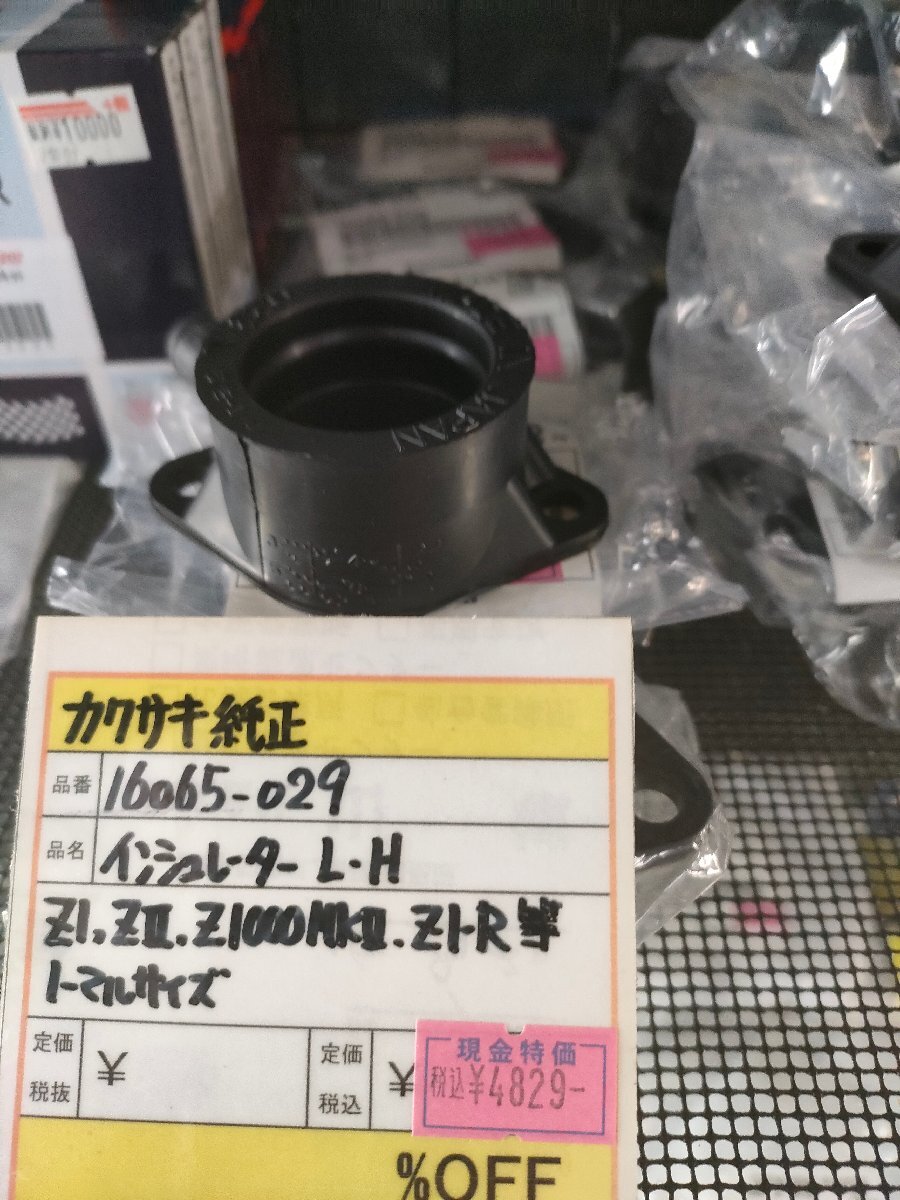 ¥10000
JAPAN
カワサキ純正
品番 16065-029
品名 インシュレーター L・H
Z1、ZⅡ、Z1000MKⅡ、Z1-R 等
ノーマルサイズ
定価 税抜 ¥
定価 税込 ¥
現金特価
税込¥4829-
%OFF